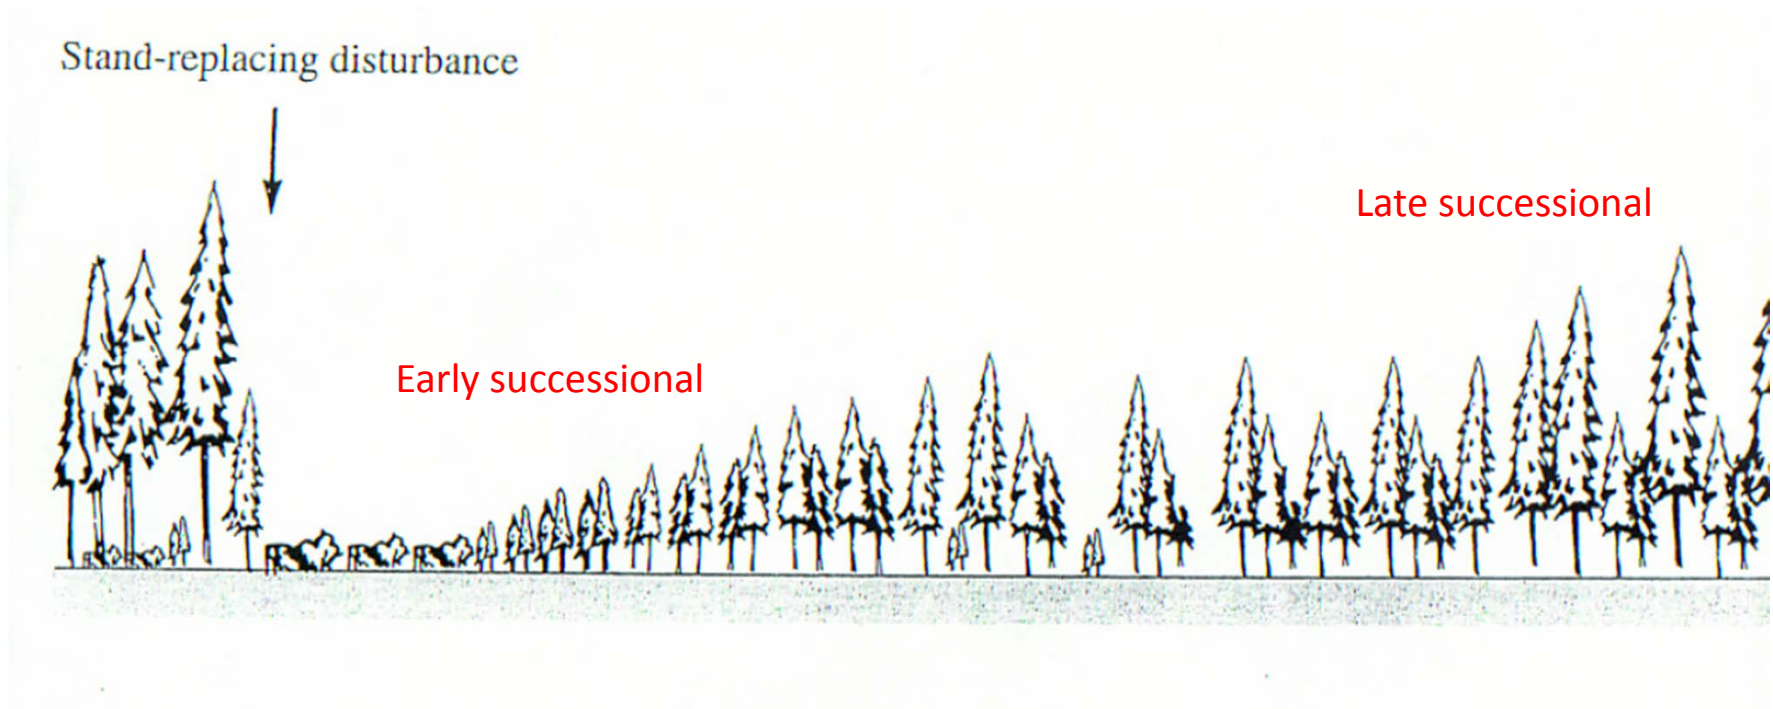 Stand-replacing disturbance
Late successional
Early successional